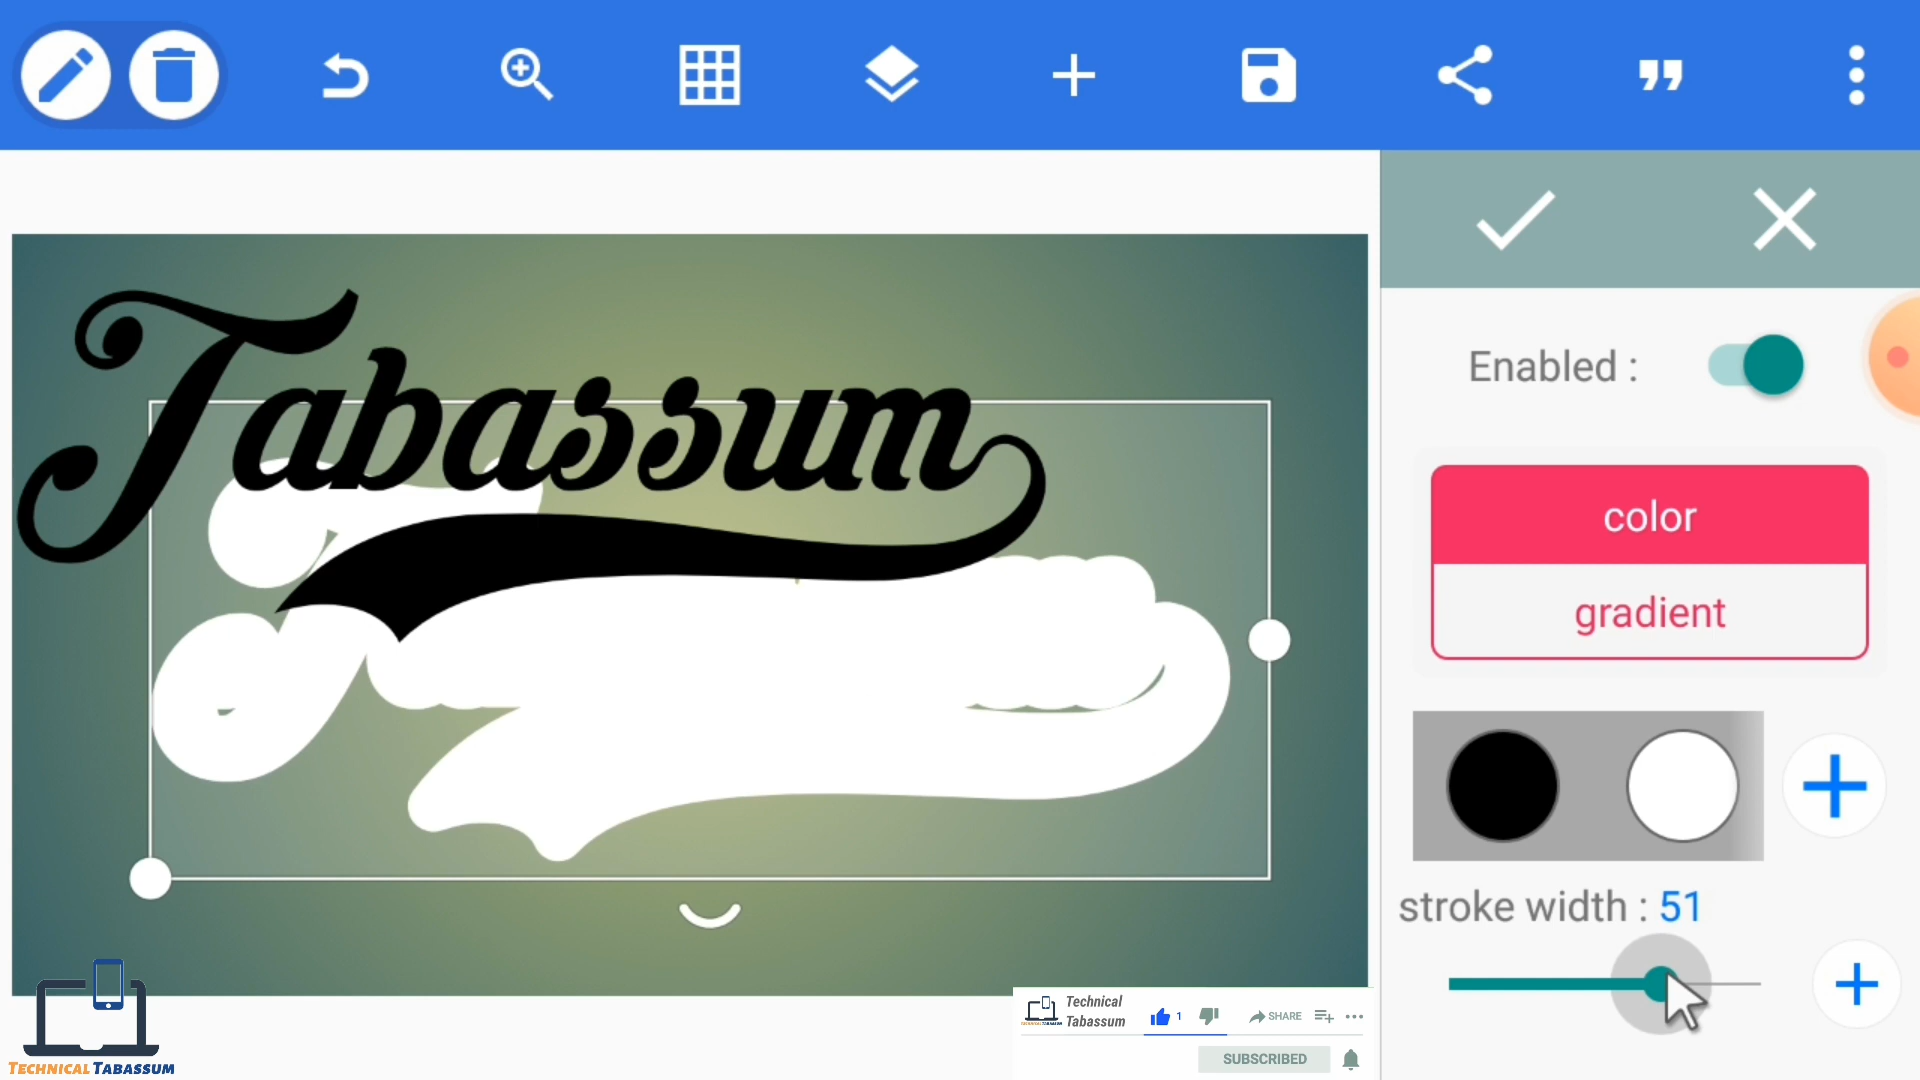 Tabassum
Enabled :
color
gradient
stroke width : 51
Technical
Tabassum
1
SHARE
SUBSCRIBED
TECHNICAL TABASSUM